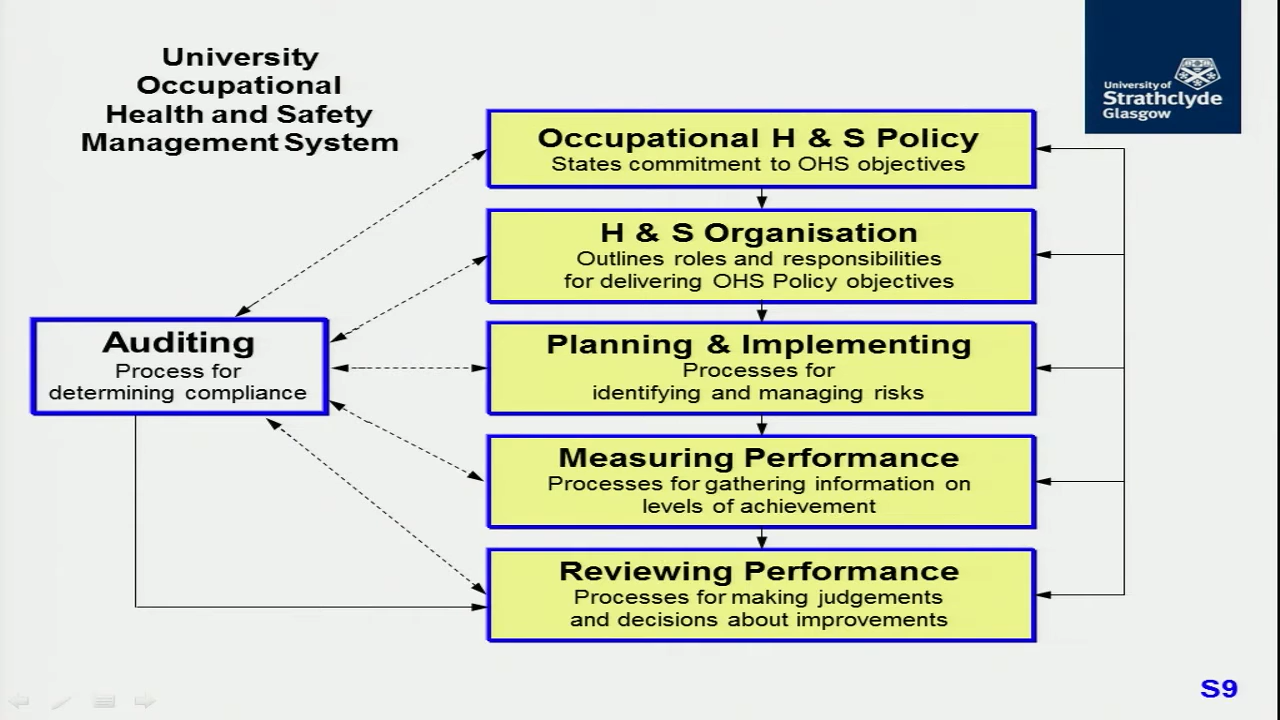 University
Occupational
Health and Safety
Management System
University of
Strathclyde
Glasgow
Occupational H & S Policy
States commitment to OHS objectives
H & S Organisation
Outlines roles and responsibilities
for delivering OHS Policy objectives
Auditing
Process for
determining compliance
Planning & Implementing
Processes for
identifying and managing risks
Measuring Performance
Processes for gathering information on
levels of achievement
Reviewing Performance
Processes for making judgements
and decisions about improvements
S9